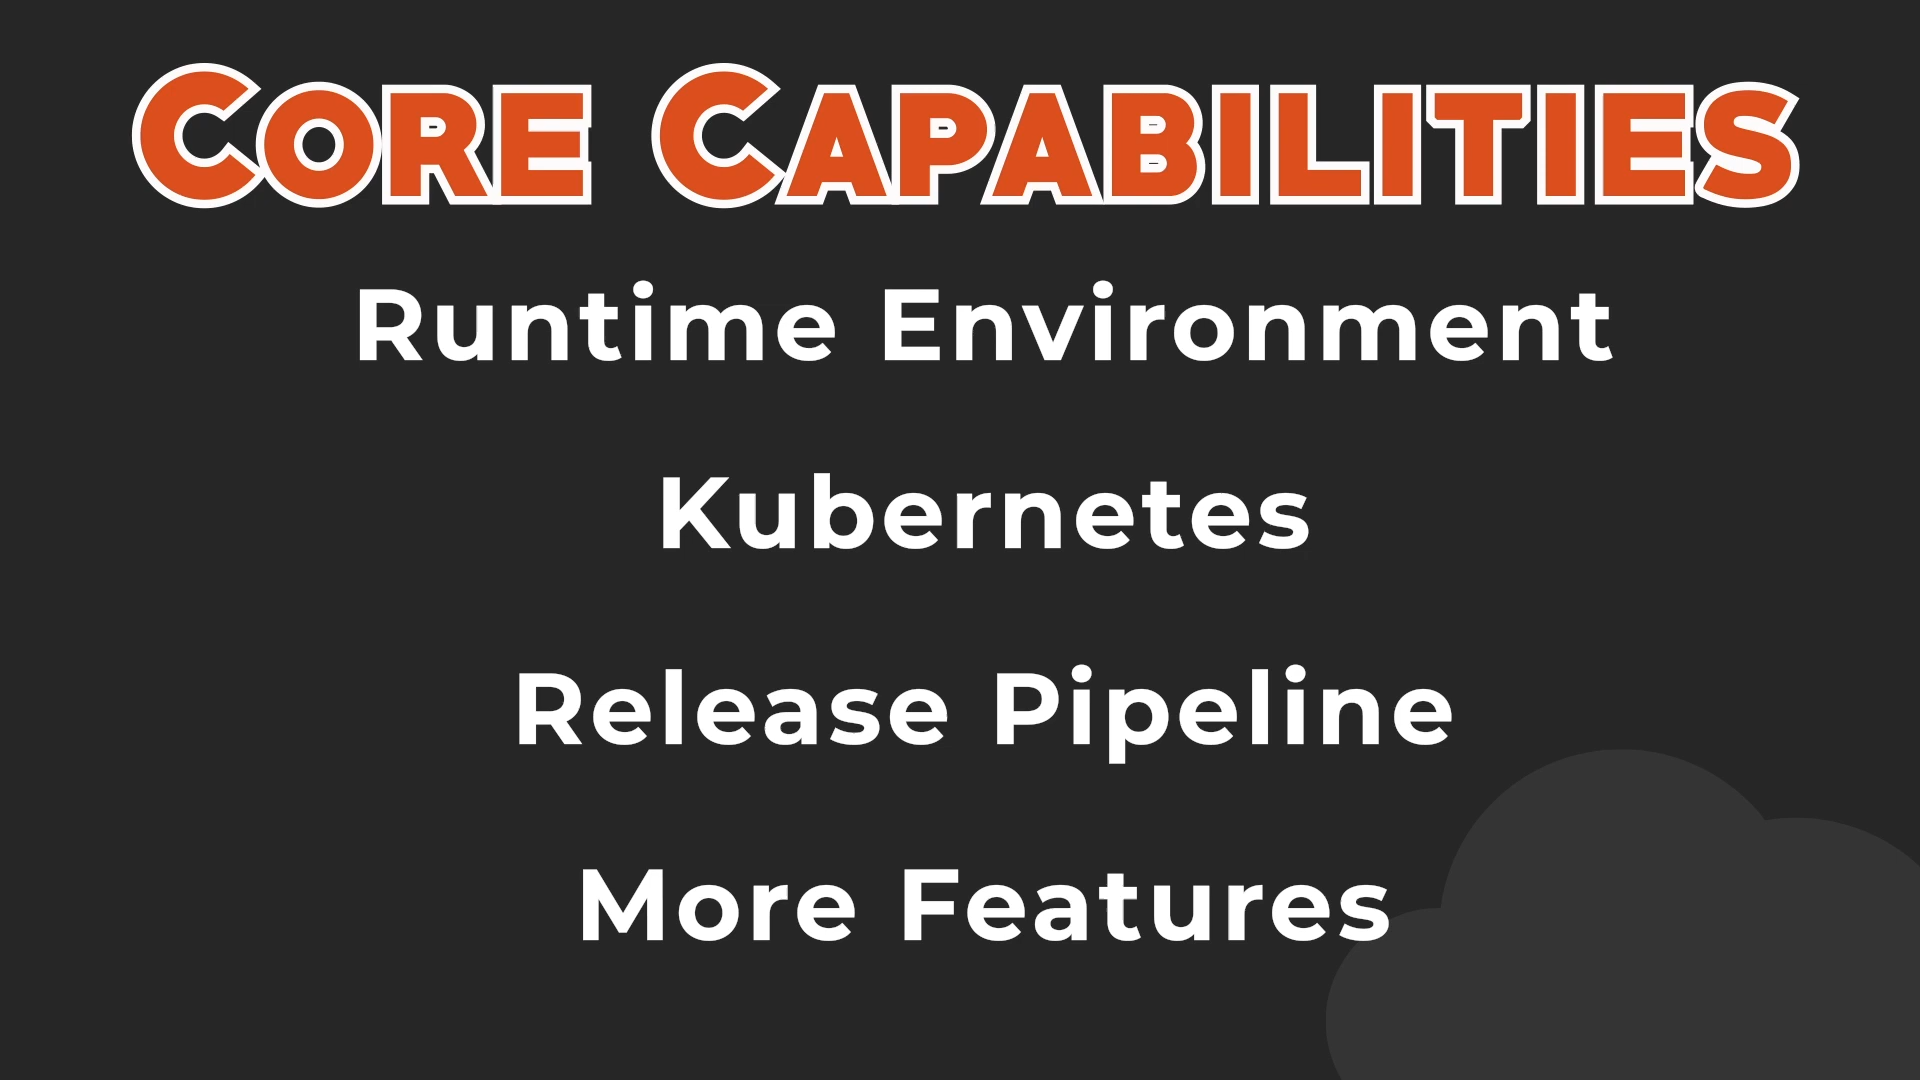 Core Capabilities
Runtime Environment
Kubernetes
Release Pipeline
More Features